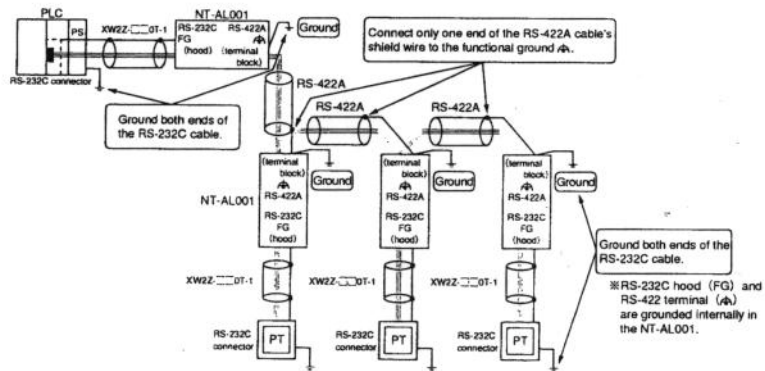 PLC
NT-AL001
PS
XW2Z-□□0T-1
RS-232C RS-422A
FG
(hood) (terminal
block)
Ground
RS-232C connector
Connect only one end of the RS-422A cable's
shield wire to the functional ground
Ground both ends of
the RS-232C cable.
RS-422A
RS-422A
RS-422A
NT-AL001
(terminal
block)
RS-422A
RS-232C
FG
(hood)
Ground
(terminal
block)
RS-422A
RS-232C
FG
(hood)
Ground
(terminal
block)
RS-422A
RS-232C
FG
(hood)
Ground
Ground both ends of the
RS-232C cable.
※RS-232C hood (FG) and
RS-422 terminal ( )
are grounded internally in
the NT-AL001.
XW2Z-□□0T-1
XW2Z-□□0T-1
XW2Z-□□0T-1
RS-232C
connector
PT
RS-232C
connector
PT
RS-232C
connector
PT